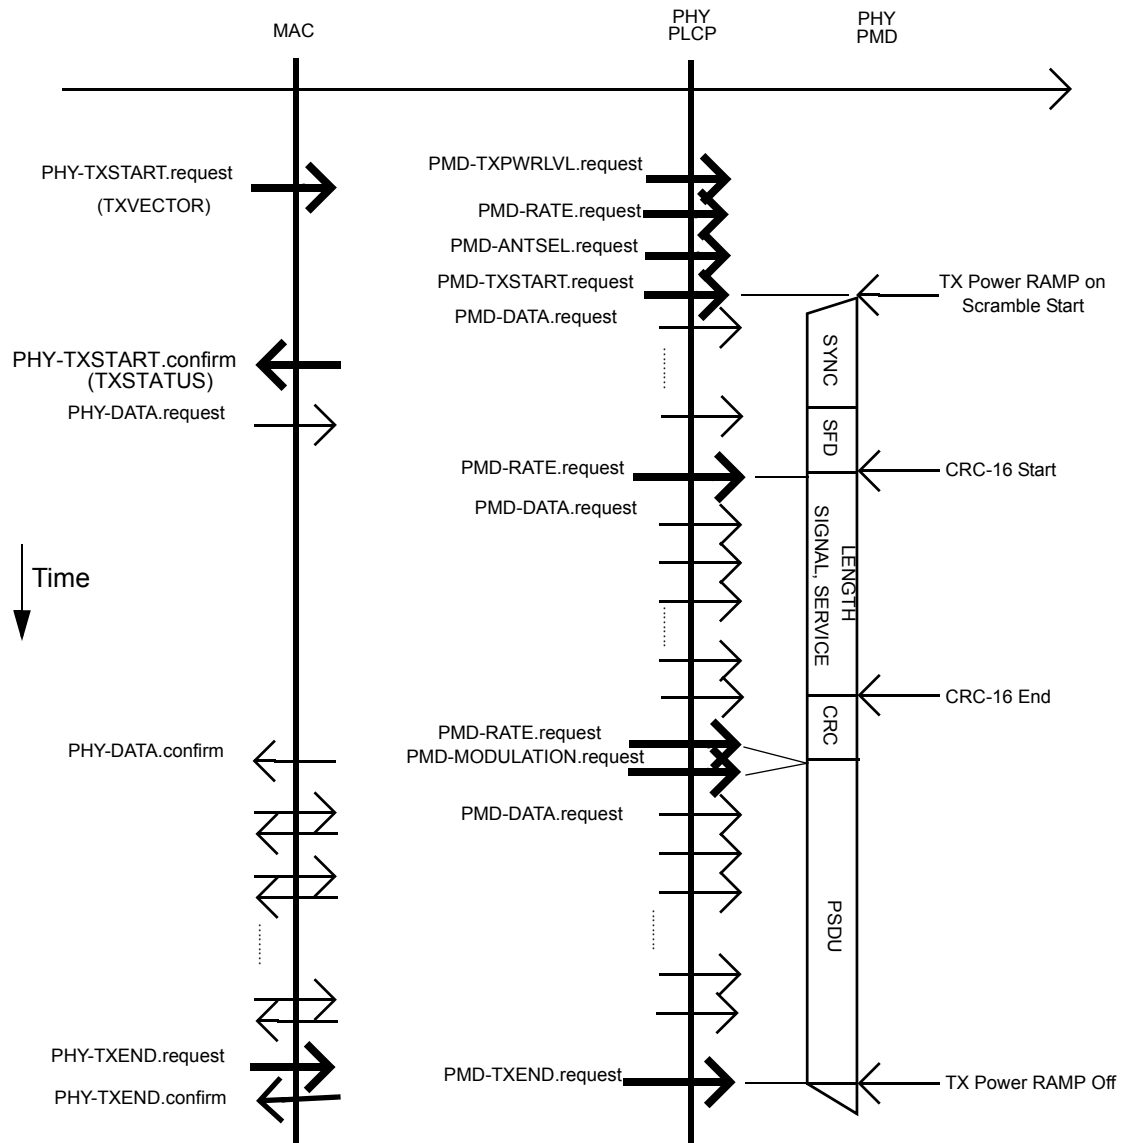 MAC
PHY
PLCP
PHY
PMD
PHY-TXSTART.request
(TXVECTOR)
PMD-TXPWRLVL.request
PMD-RATE.request
PMD-ANTSEL.request
PMD-TXSTART.request
PMD-DATA.request
TX Power RAMP on
Scramble Start
PHY-TXSTART.confirm
(TXSTATUS)
PHY-DATA.request
SYNC
SFD
PMD-RATE.request
CRC-16 Start
PMD-DATA.request
LENGTH
SIGNAL, SERVICE
Time
CRC-16 End
CRC
PMD-RATE.request
PHY-DATA.confirm
PMD-MODULATION.request
PMD-DATA.request
PSDU
PHY-TXEND.request
PMD-TXEND.request
TX Power RAMP Off
PHY-TXEND.confirm